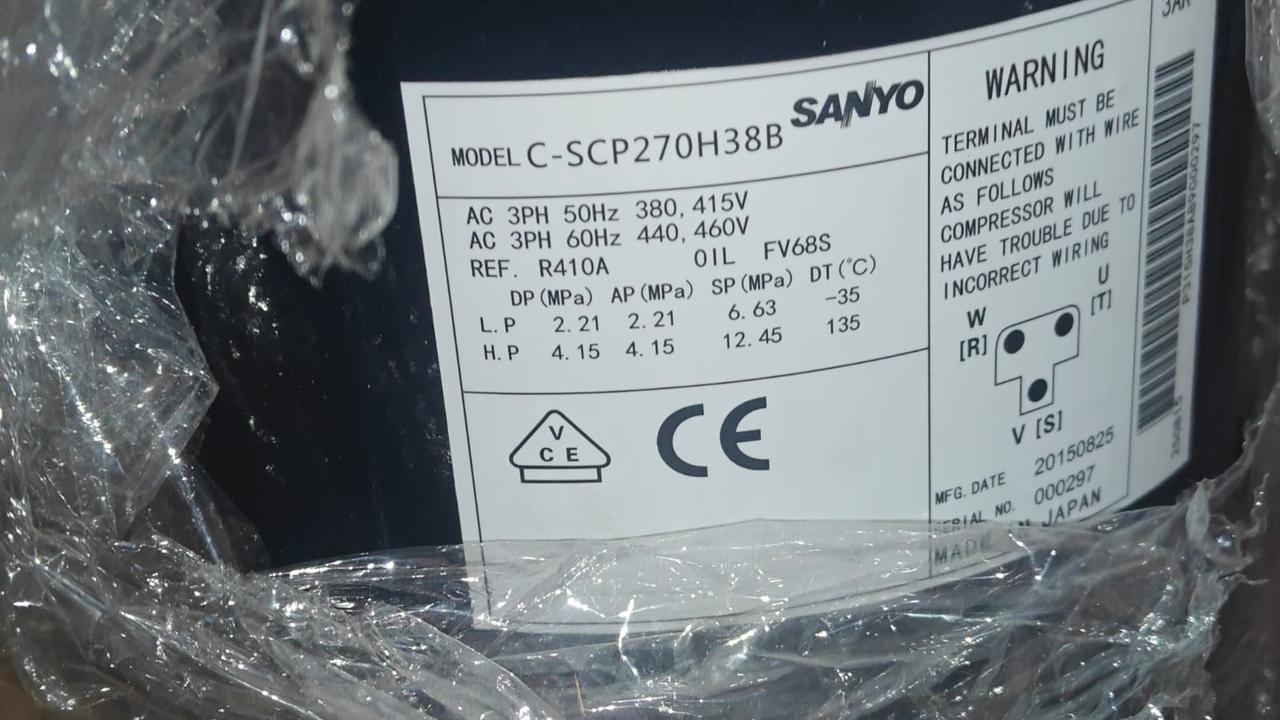 SANYO
MODEL C-SCP270H38B
AC 3PH 50Hz 380, 415V
AC 3PH 60Hz 440, 460V
REF. R410A OIL FV68S
DP (MPa) AP (MPa) SP (MPa) DT (℃)
L.P 2.21 2.21 6.63 -35
H.P 4.15 4.15 12.45 135
V
C E
CE
WARNING
TERMINAL MUST BE
CONNECTED WITH WIRE
AS FOLLOWS
COMPRESSOR WILL
HAVE TROUBLE DUE TO
INCORRECT WIRING
W
[R]
U
[T]
V [S]
MFG. DATE 20150825
SERIAL NO. 000297
MADE IN JAPAN